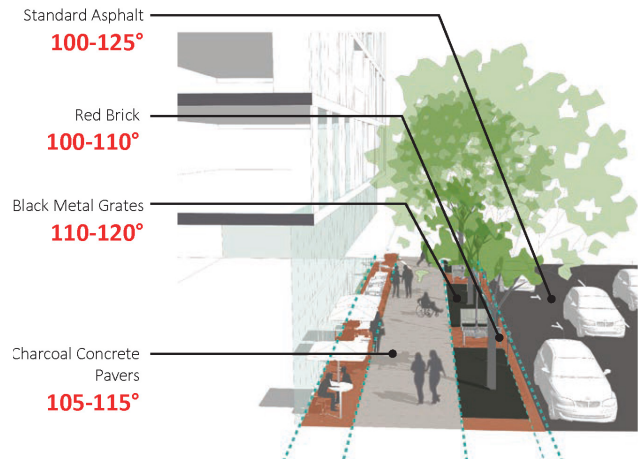 Standard Asphalt
100-125°
Red Brick
100-110°
Black Metal Grates
110-120°
Charcoal Concrete
Pavers
105-115°